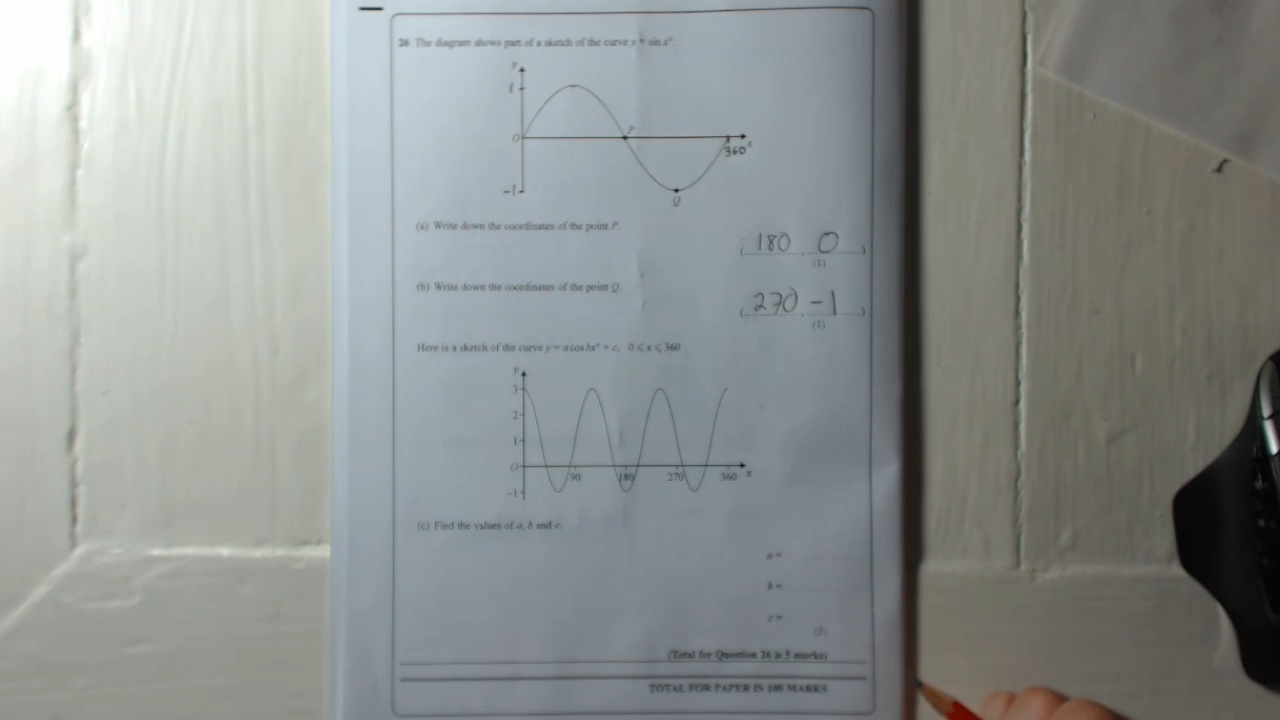 26 The diagram shows part of a sketch of the curve y = sin x°.
y
1
O
P
360
x
-1
Q
(a) Write down the coordinates of the point P.
( 180 , 0 )
(1)
(b) Write down the coordinates of the point Q.
( 270 , -1 )
(1)
Here is a sketch of the curve y = a cos bx° + c, 0 ⩽ x ⩽ 360
y
3
2
1
O
90 180 270 360 x
-1
(c) Find the values of a, b and c.
a =
b =
c =
(Total for Question 26 is 5 marks)
TOTAL FOR PAPER IS 100 MARKS